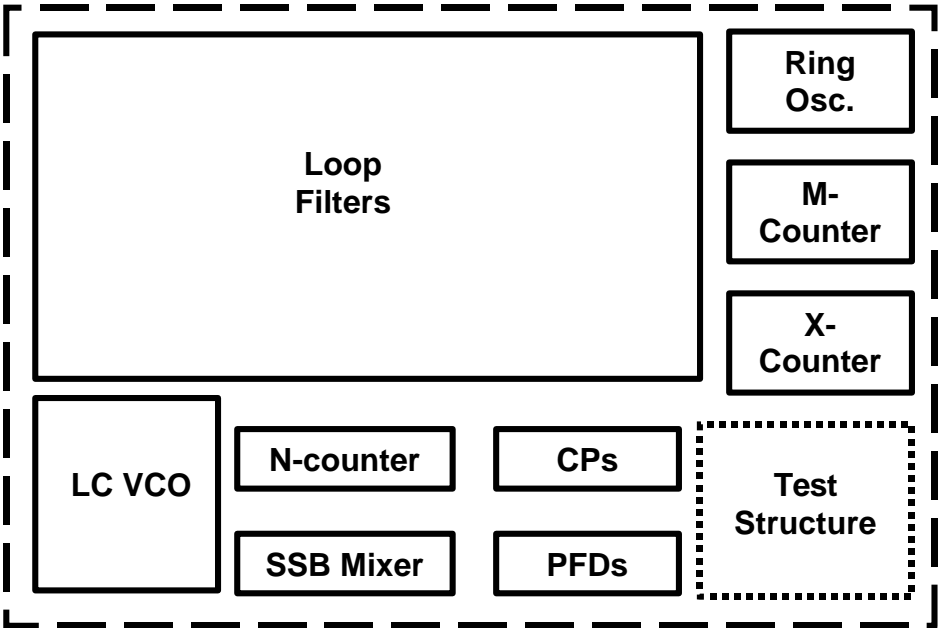 Loop
Filters
Ring
Osc.
M-
Counter
X-
Counter
LC VCO
N-counter
CPs
SSB Mixer
PFDs
Test
Structure